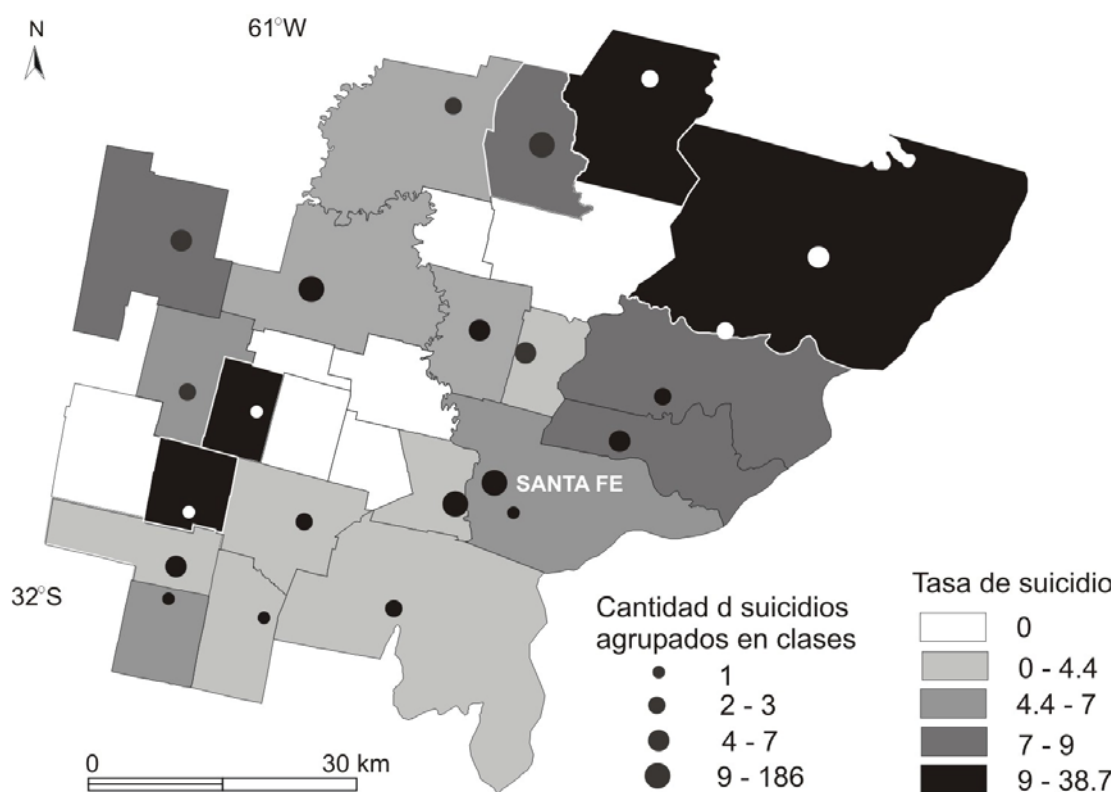 61°W
N
SANTA FE
32°S
Cantidad d suicidios
agrupados en clases
1
2 - 3
4 - 7
9 - 186
Tasa de suicidio
0
0 - 4.4
4.4 - 7
7 - 9
9 - 38.7
0 30 km